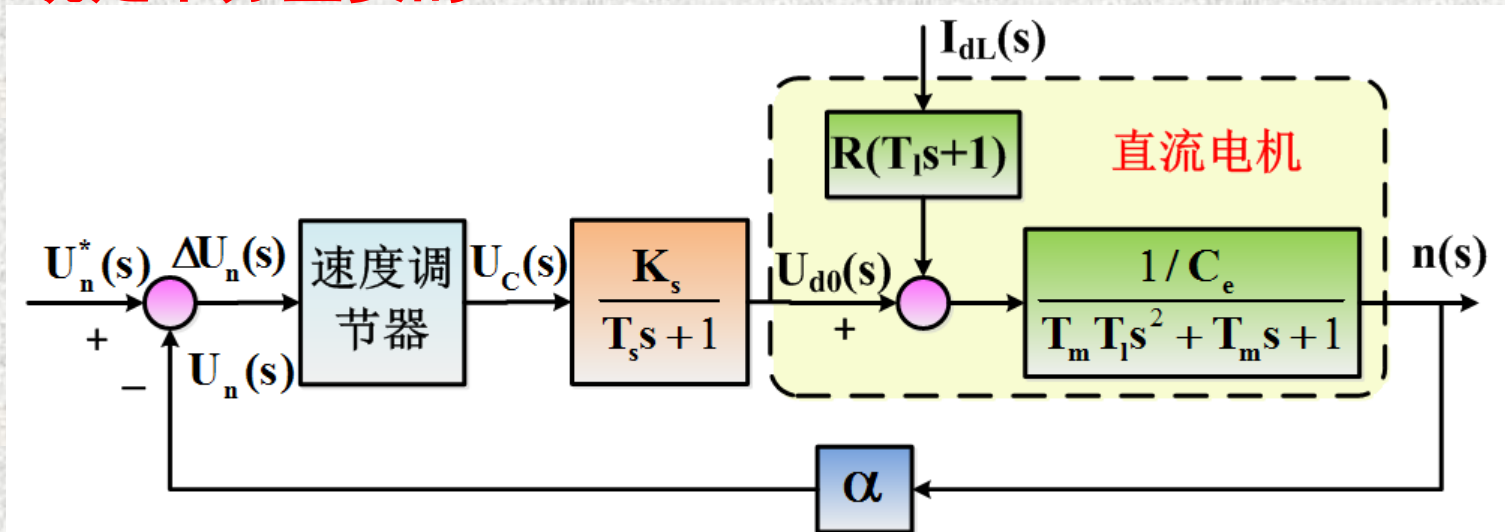 I_dL(s)
R(T_l s+1)
直流电机
U_n^*(s)
ΔU_n(s)
速度调
节器
U_C(s)
K_s
T_s s+1
U_d0(s)
1/C_e
T_m T_l s^2+T_m s+1
n(s)
+
−
U_n(s)
+
α